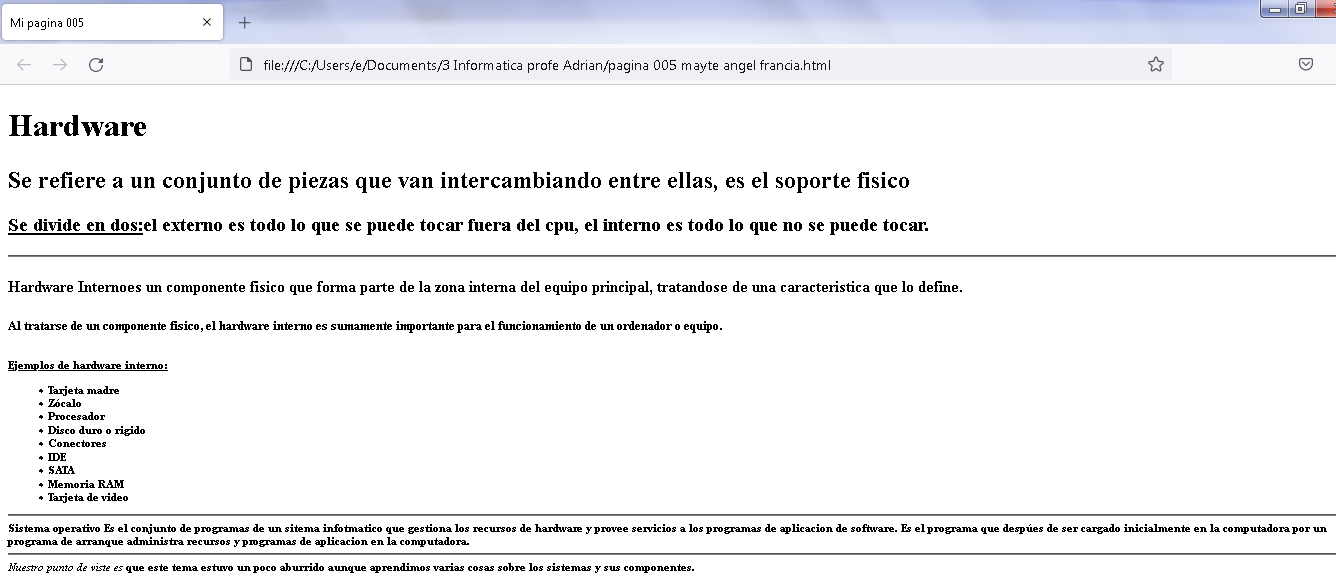 Mi pagina 005
file:///C:/Users/e/Documents/3 Informatica profe Adrian/pagina 005 mayte angel francia.html
Hardware
Se refiere a un conjunto de piezas que van intercambiando entre ellas, es el soporte fisico
Se divide en dos:el externo es todo lo que se puede tocar fuera del cpu, el interno es todo lo que no se puede tocar.
Hardware Internoes un componente fisico que forma parte de la zona interna del equipo principal, tratandose de una caracteristica que lo define.
Al tratarse de un componente fisico, el hardware interno es sumamente importante para el funcionamiento de un ordenador o equipo.
Ejemplos de hardware interno:
• Tarjeta madre
• Zócalo
• Procesador
• Disco duro o rigido
• Conectores
• IDE
• SATA
• Memoria RAM
• Tarjeta de video
Sistema operativo Es el conjunto de programas de un sitema infotmatico que gestiona los recursos de hardware y provee servicios a los programas de aplicacion de software. Es el programa que despúes de ser cargado inicialmente en la computadora por un
programa de arranque administra recursos y programas de aplicacion en la computadora.
Nuestro punto de viste es que este tema estuvo un poco aburrido aunque aprendimos varias cosas sobre los sistemas y sus componentes.